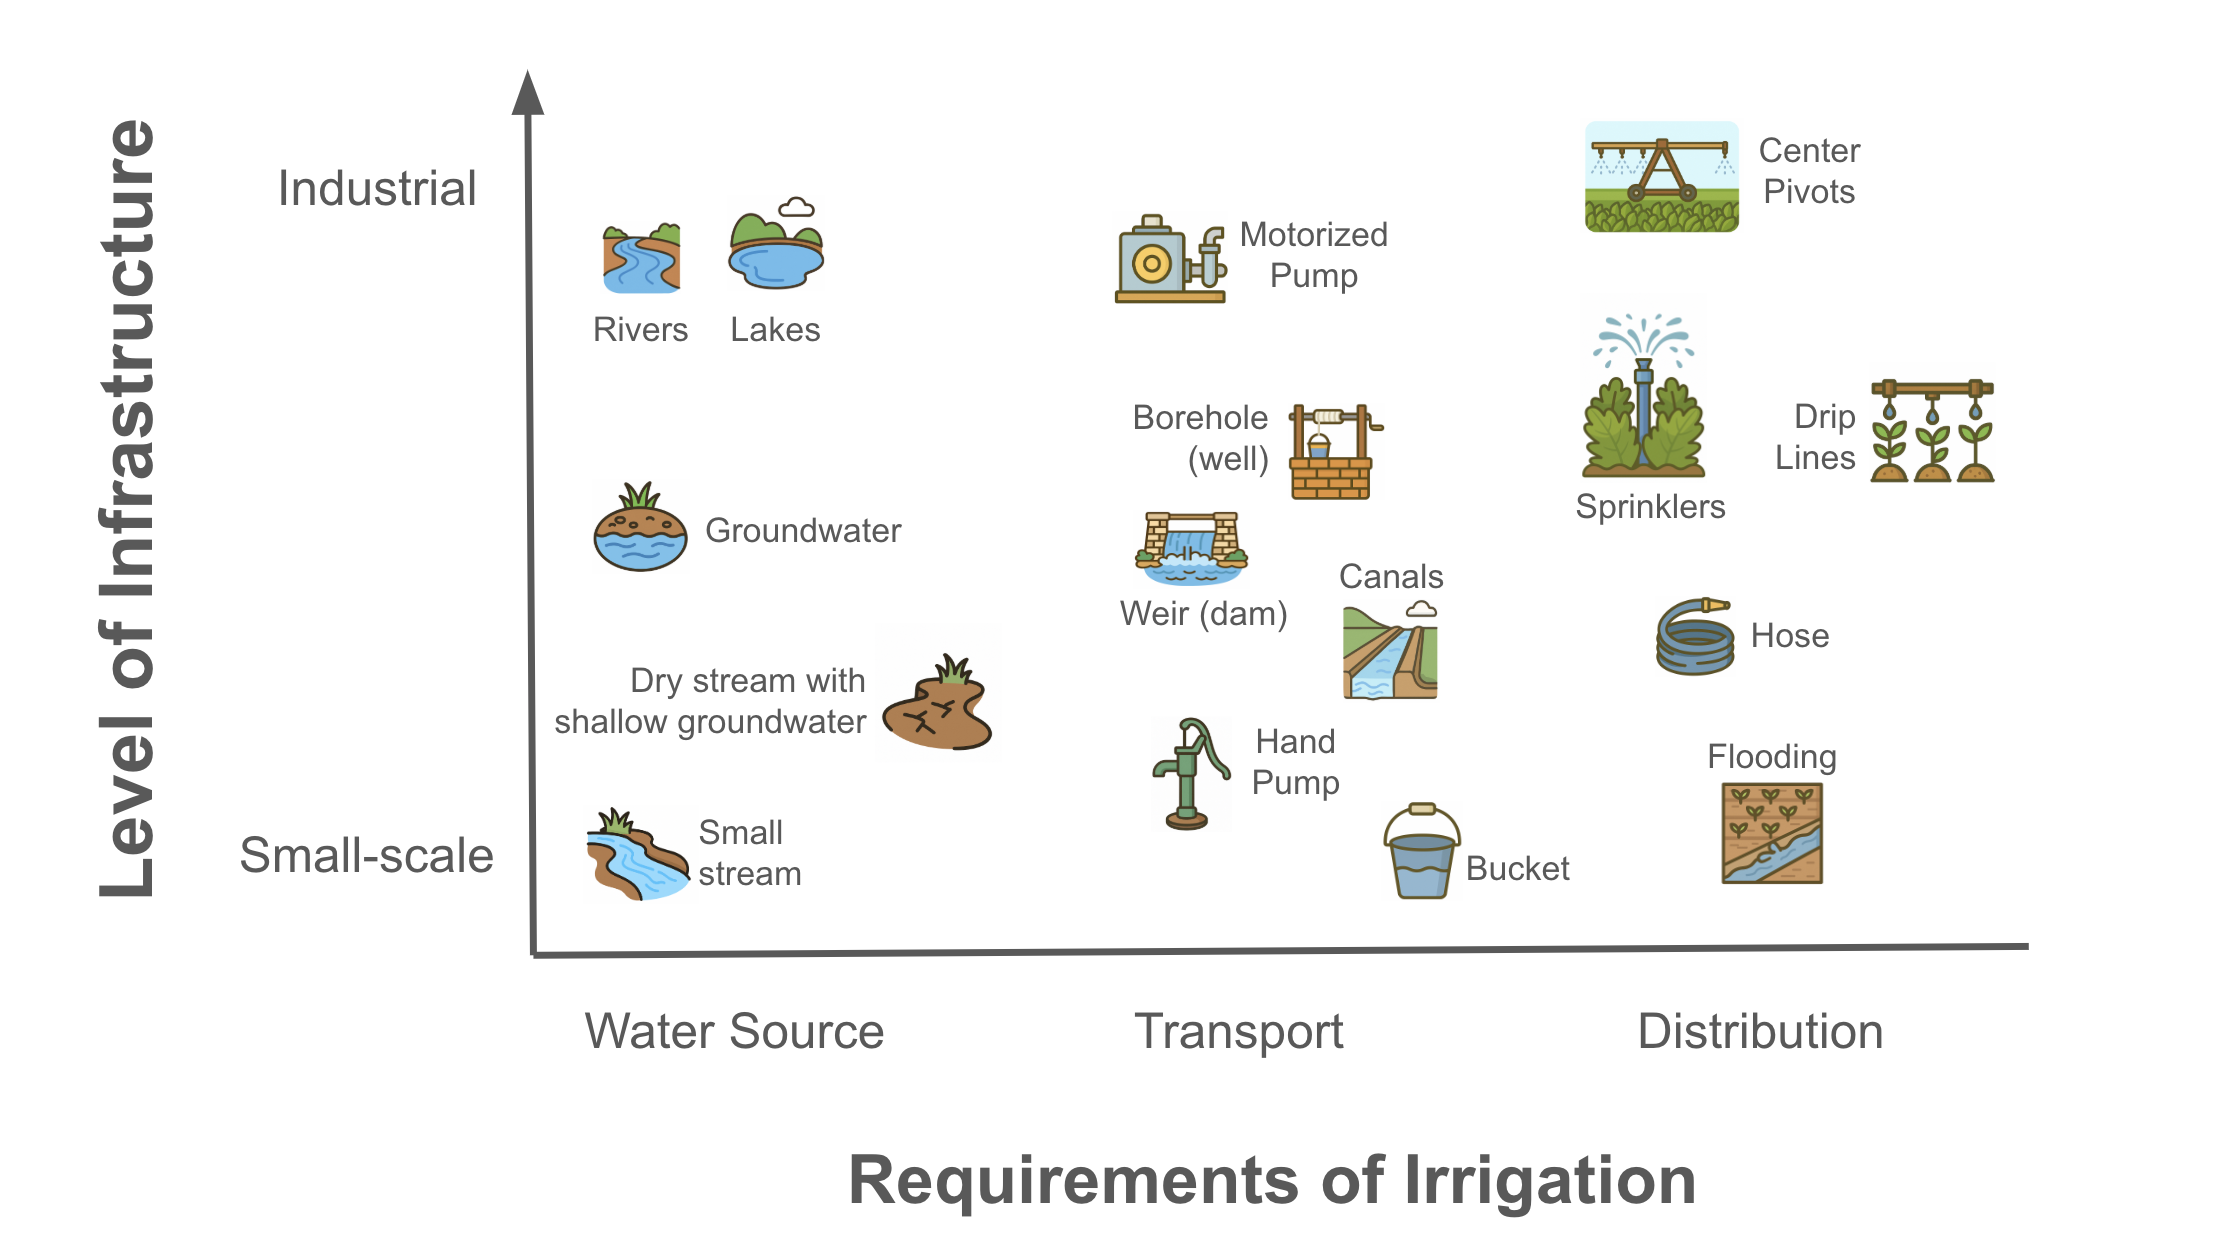 Level of Infrastructure
Industrial
Small-scale
Rivers
Lakes
Groundwater
Dry stream with
shallow groundwater
Small
stream
Motorized
Pump
Borehole
(well)
Weir (dam)
Canals
Hand
Pump
Bucket
Center
Pivots
Sprinklers
Drip
Lines
Hose
Flooding
Water Source
Transport
Distribution
Requirements of Irrigation